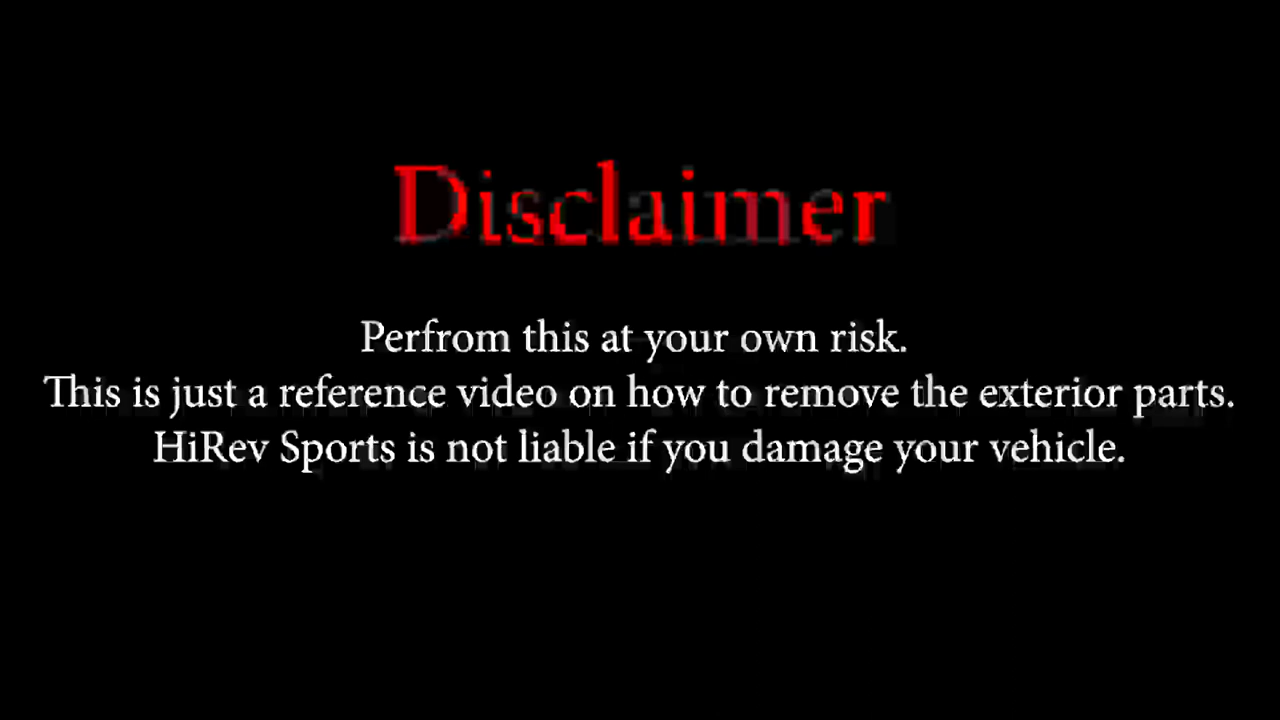 Disclaimer
Perfrom this at your own risk.
This is just a reference video on how to remove the exterior parts.
HiRev Sports is not liable if you damage your vehicle.